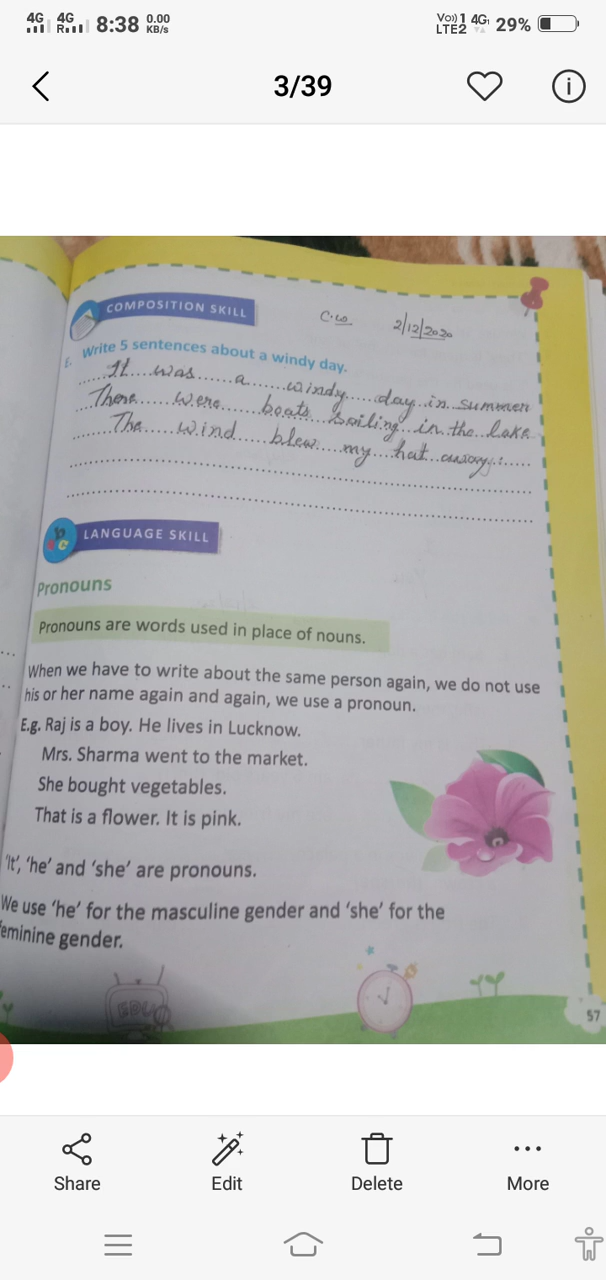 4G 4G R 8:38 0.00 KB/s Vo)) 1 4G LTE2 29%
3/39
COMPOSITION SKILL
C.w 2/12/2020
E. Write 5 sentences about a windy day.
It was a windy day in summer
There were boats sailing in the lake
The wind blew my hat away.
LANGUAGE SKILL
Pronouns
Pronouns are words used in place of nouns.
When we have to write about the same person again, we do not use
his or her name again and again, we use a pronoun.
E.g. Raj is a boy. He lives in Lucknow.
Mrs. Sharma went to the market.
She bought vegetables.
That is a flower. It is pink.
'It', 'he' and 'she' are pronouns.
We use 'he' for the masculine gender and 'she' for the
feminine gender.
EDU
57
Share Edit Delete More